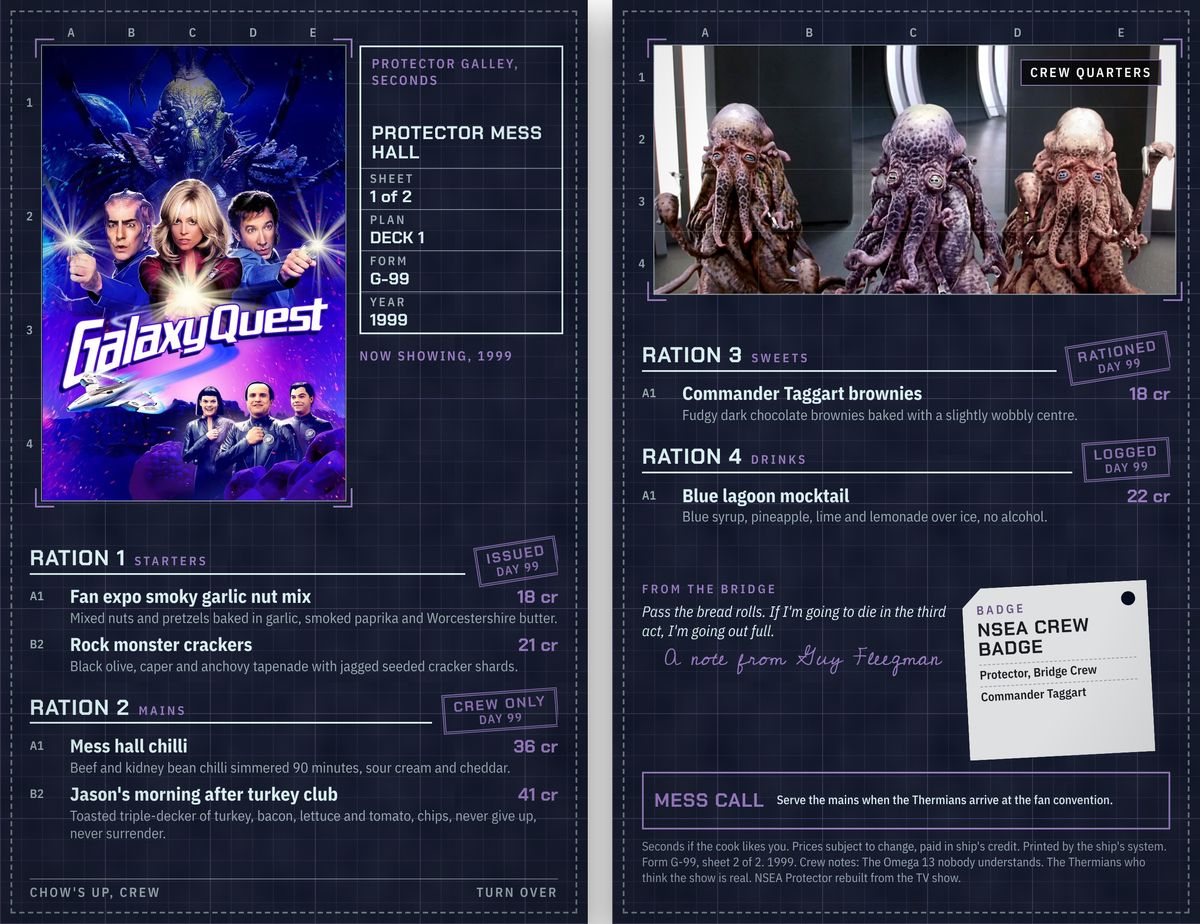 A B C D E
1
2
3
4
GalaxyQuest
PROTECTOR GALLEY,
SECONDS
PROTECTOR MESS
HALL
SHEET
1 of 2
PLAN
DECK 1
FORM
G-99
YEAR
1999
NOW SHOWING, 1999
RATION 1 STARTERS
ISSUED
DAY 99
A1 Fan expo smoky garlic nut mix 18 cr
Mixed nuts and pretzels baked in garlic, smoked paprika and Worcestershire butter.
B2 Rock monster crackers 21 cr
Black olive, caper and anchovy tapenade with jagged seeded cracker shards.
RATION 2 MAINS
CREW ONLY
DAY 99
A1 Mess hall chilli 36 cr
Beef and kidney bean chilli simmered 90 minutes, sour cream and cheddar.
B2 Jason's morning after turkey club 41 cr
Toasted triple-decker of turkey, bacon, lettuce and tomato, chips, never give up,
never surrender.
CHOW'S UP, CREW TURN OVER
A B C D E
1
2
3
4
CREW QUARTERS
RATION 3 SWEETS
RATIONED
DAY 99
A1 Commander Taggart brownies 18 cr
Fudgy dark chocolate brownies baked with a slightly wobbly centre.
RATION 4 DRINKS
LOGGED
DAY 99
A1 Blue lagoon mocktail 22 cr
Blue syrup, pineapple, lime and lemonade over ice, no alcohol.
FROM THE BRIDGE
Pass the bread rolls. If I'm going to die in the third
act, I'm going out full.
A note from Guy Fleegman
BADGE
NSEA CREW
BADGE
Protector, Bridge Crew
Commander Taggart
MESS CALL Serve the mains when the Thermians arrive at the fan convention.
Seconds if the cook likes you. Prices subject to change, paid in ship's credit. Printed by the ship's system.
Form G-99, sheet 2 of 2. 1999. Crew notes: The Omega 13 nobody understands. The Thermians who
think the show is real. NSEA Protector rebuilt from the TV show.